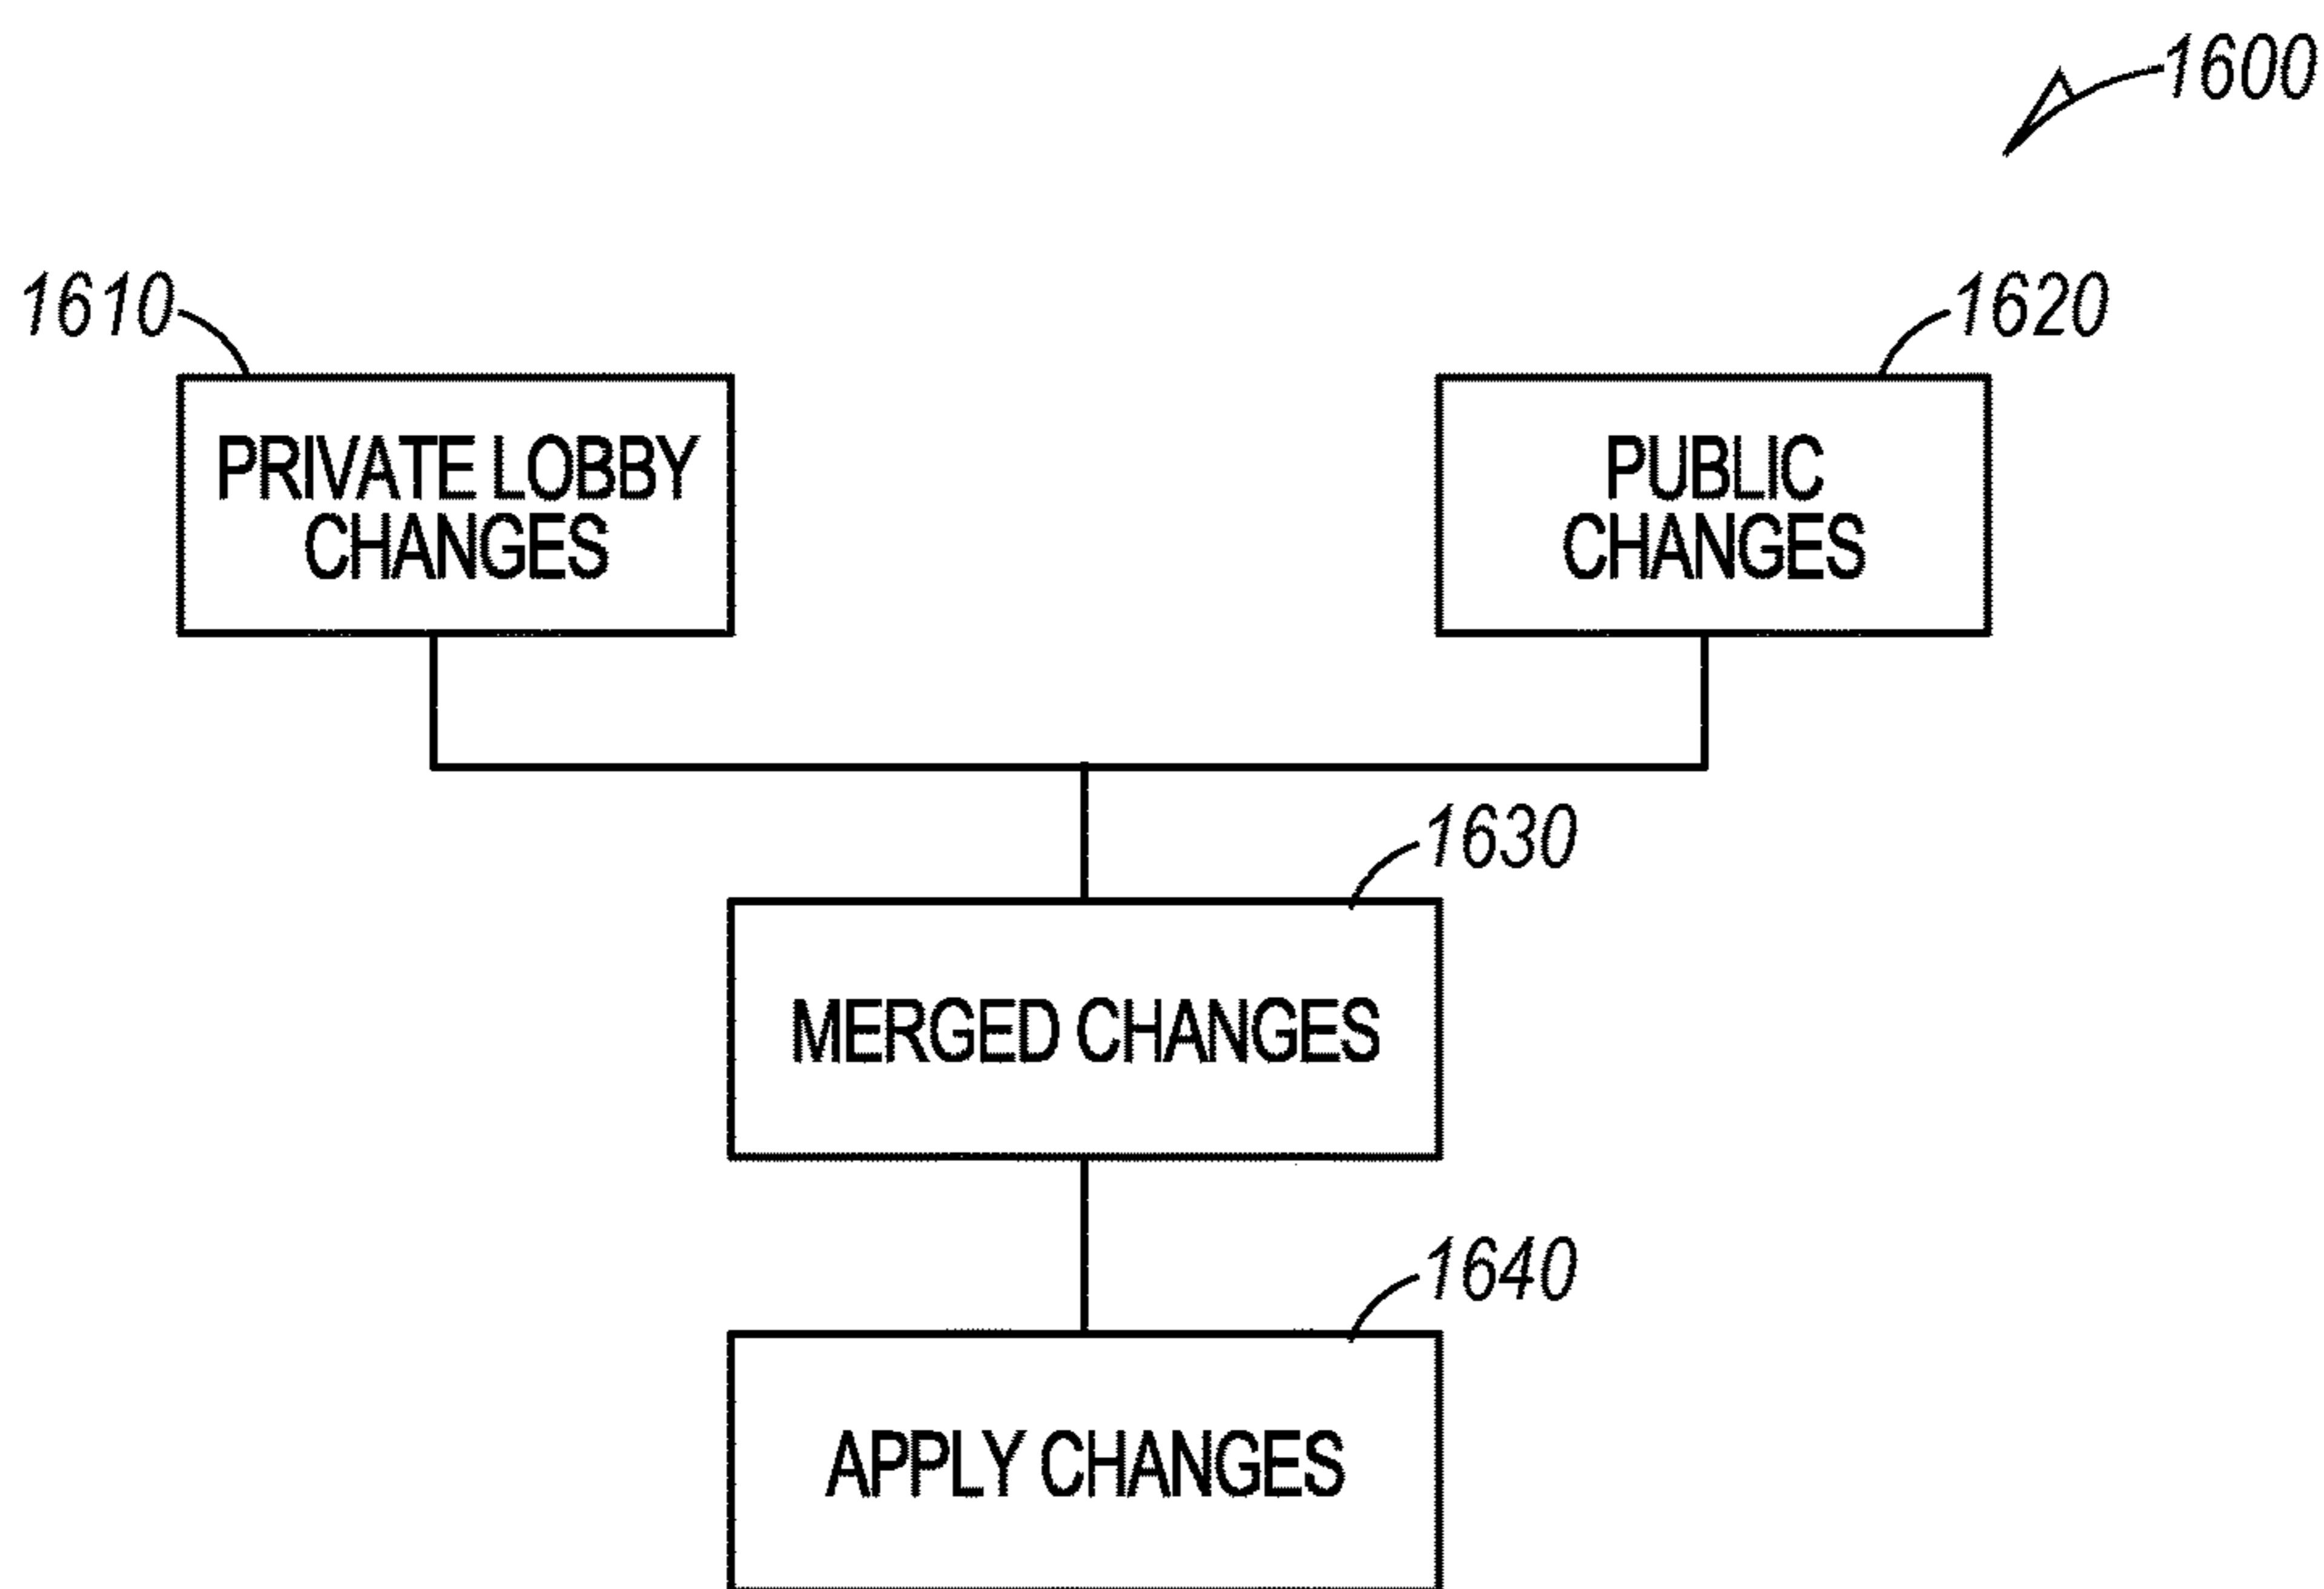 1600
1610
1620
PRIVATE LOBBY
CHANGES
PUBLIC
CHANGES
1630
MERGED CHANGES
1640
APPLY CHANGES